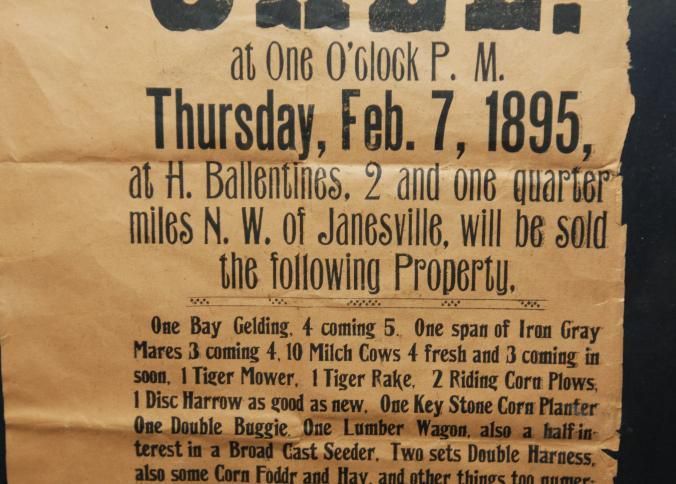 SALE!
at One O'clock P. M.
Thursday, Feb. 7, 1895,
at H. Ballentines, 2 and one quarter
miles N. W. of Janesville, will be sold
the following Property,
One Bay Gelding, 4 coming 5. One span of Iron Gray
Mares 3 coming 4, 10 Milch Cows 4 fresh and 3 coming in
soon, 1 Tiger Mower, 1 Tiger Rake, 2 Riding Corn Plows,
1 Disc Harrow as good as new, One Key Stone Corn Planter
One Double Buggie, One Lumber Wagon, also a half in-
terest in a Broad Cast Seeder, Two sets Double Harness,
also some Corn Foddr and Hay, and other things too numer-